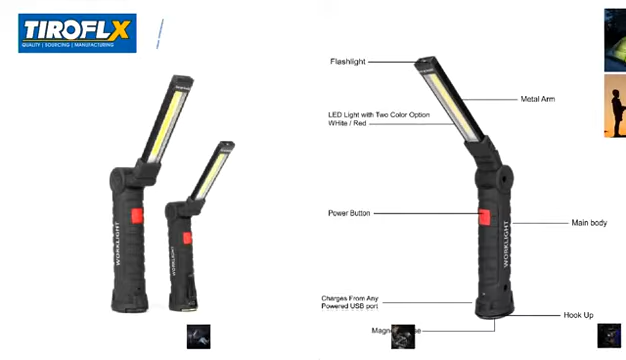 TIROFLX
QUALITY | SOURCING | MANUFACTURING
WORKLIGHT
WORKLIGHT
Flashlight
Metal Arm
LED Light with Two Color Option
WHite / Red
Power Button
Main body
WORKLIGHT
Charges From Any
Powered USB port
Hook Up